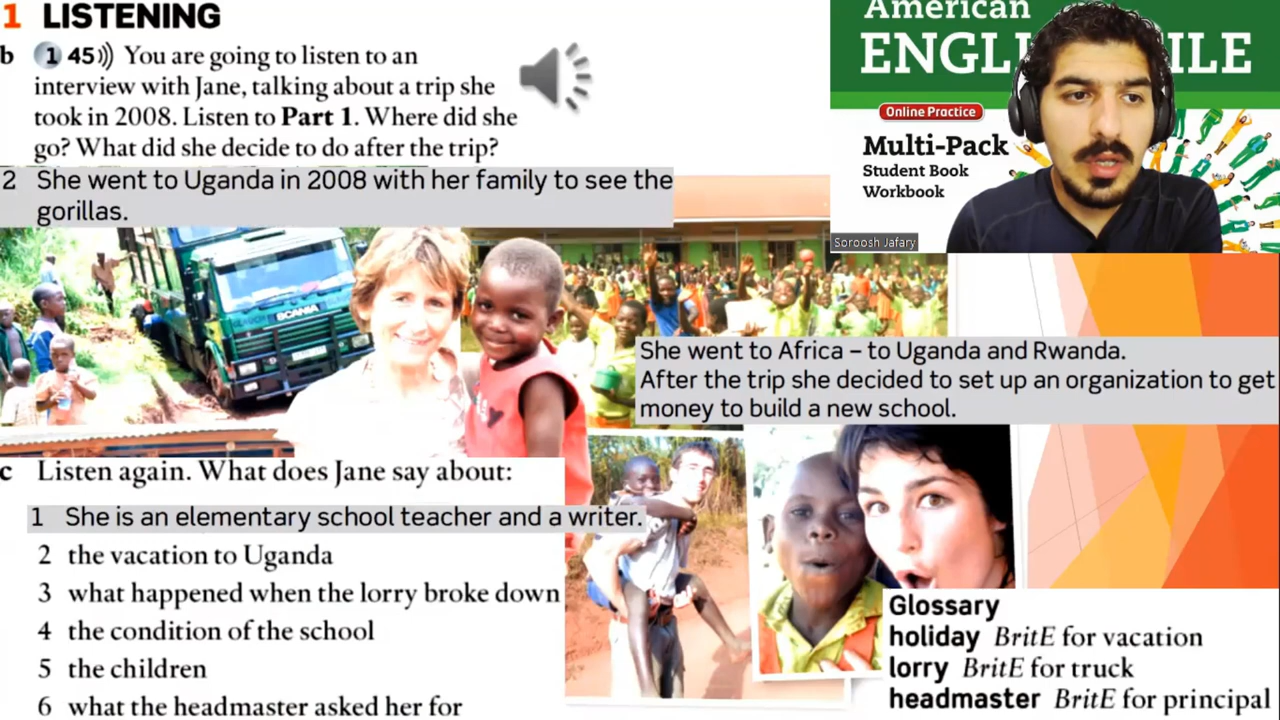 1 LISTENING
b 1 45 You are going to listen to an
interview with Jane, talking about a trip she
took in 2008. Listen to Part 1. Where did she
go? What did she decide to do after the trip?
2 She went to Uganda in 2008 with her family to see the
gorillas.
American
ENGL ILE
Online Practice
Multi-Pack
Student Book
Workbook
Soroosh Jafary
SCANIA
She went to Africa – to Uganda and Rwanda.
After the trip she decided to set up an organization to get
money to build a new school.
c Listen again. What does Jane say about:
1 She is an elementary school teacher and a writer.
2 the vacation to Uganda
3 what happened when the lorry broke down
4 the condition of the school
5 the children
6 what the headmaster asked her for
Glossary
holiday BritE for vacation
lorry BritE for truck
headmaster BritE for principal